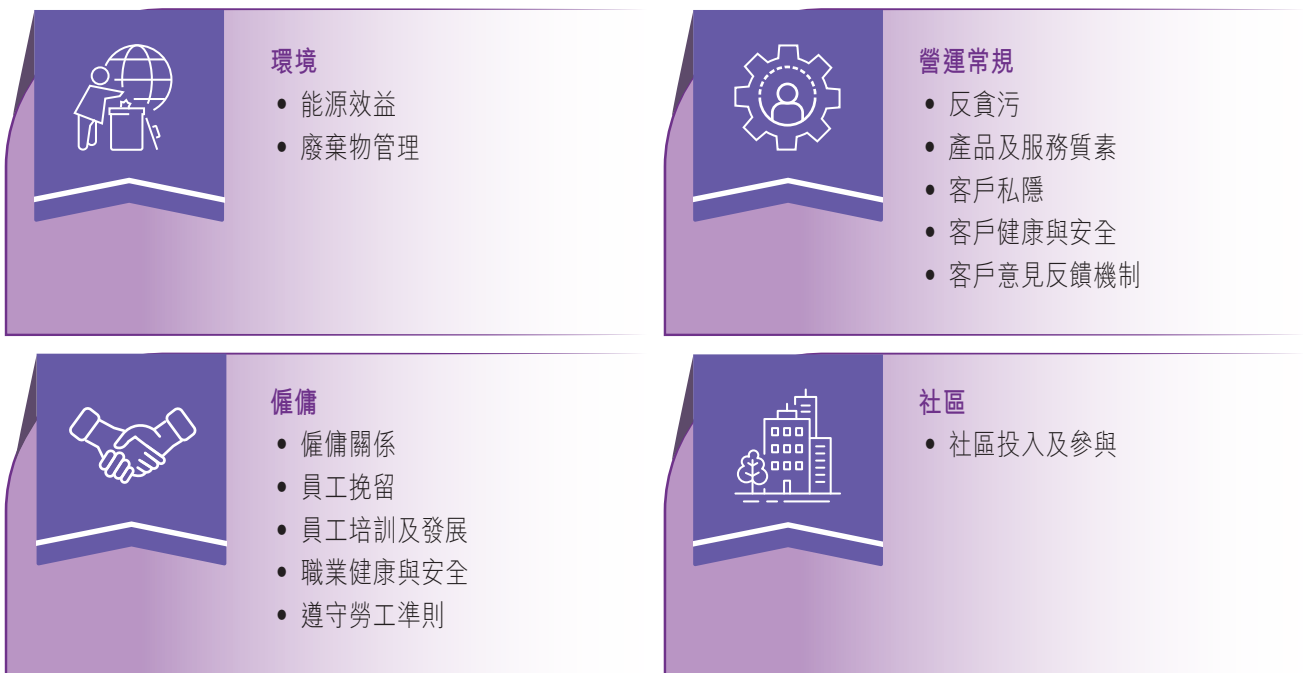 環境
• 能源效益
• 廢棄物管理
營運常規
• 反貪污
• 產品及服務質素
• 客戶私隱
• 客戶健康與安全
• 客戶意見反饋機制
僱傭
• 僱傭關係
• 員工挽留
• 員工培訓及發展
• 職業健康與安全
• 遵守勞工準則
社區
• 社區投入及參與